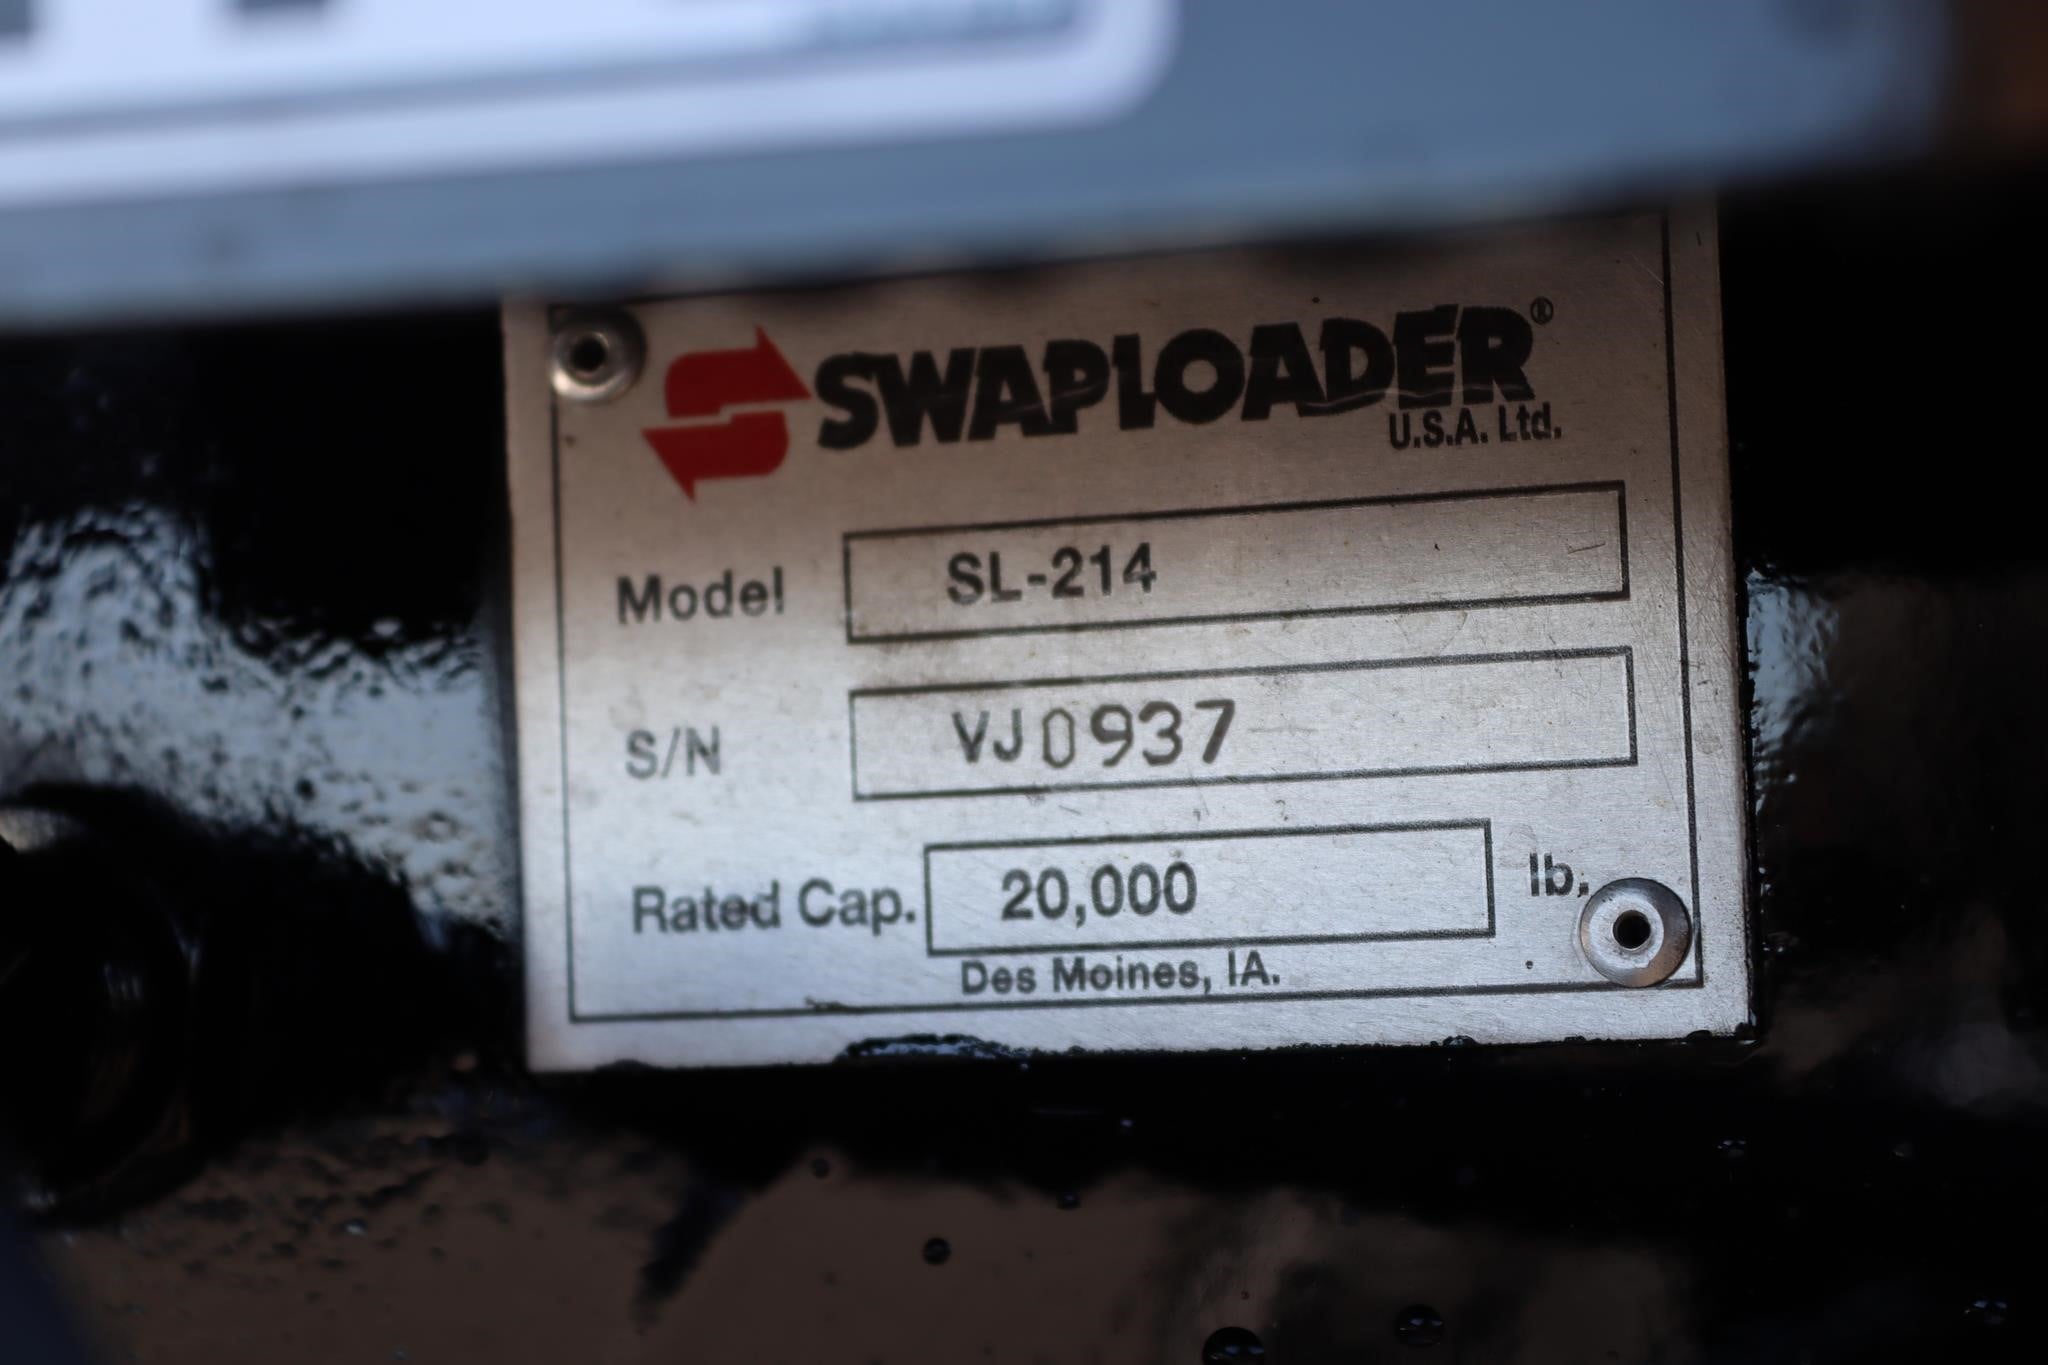 SWAPLOADER®
U.S.A. Ltd.
Model SL-214
S/N VJ0937
Rated Cap. 20,000 lb.
Des Moines, IA.